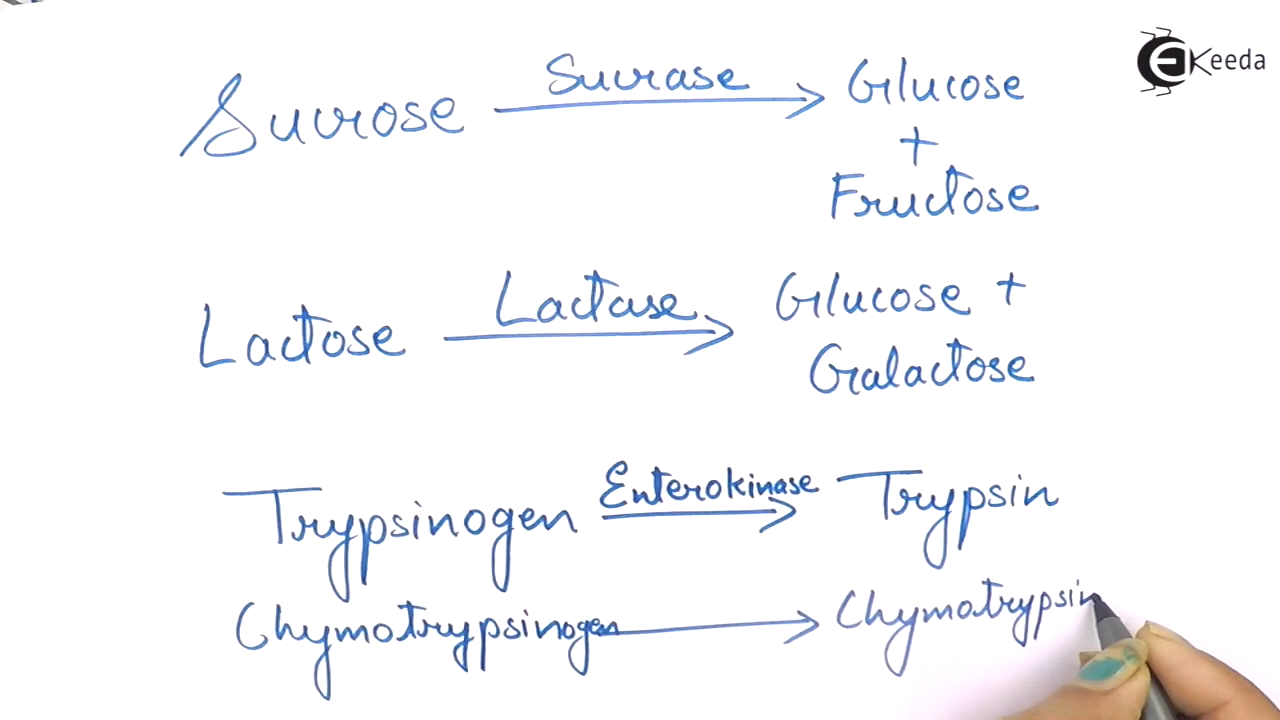 EKeeda
Sucrose Sucrase → Glucose
+
Fructose
Lactose Lactase → Glucose +
Galactose
Trypsinogen Enterokinase → Trypsin
Chymotrypsinogen → Chymotrypsin